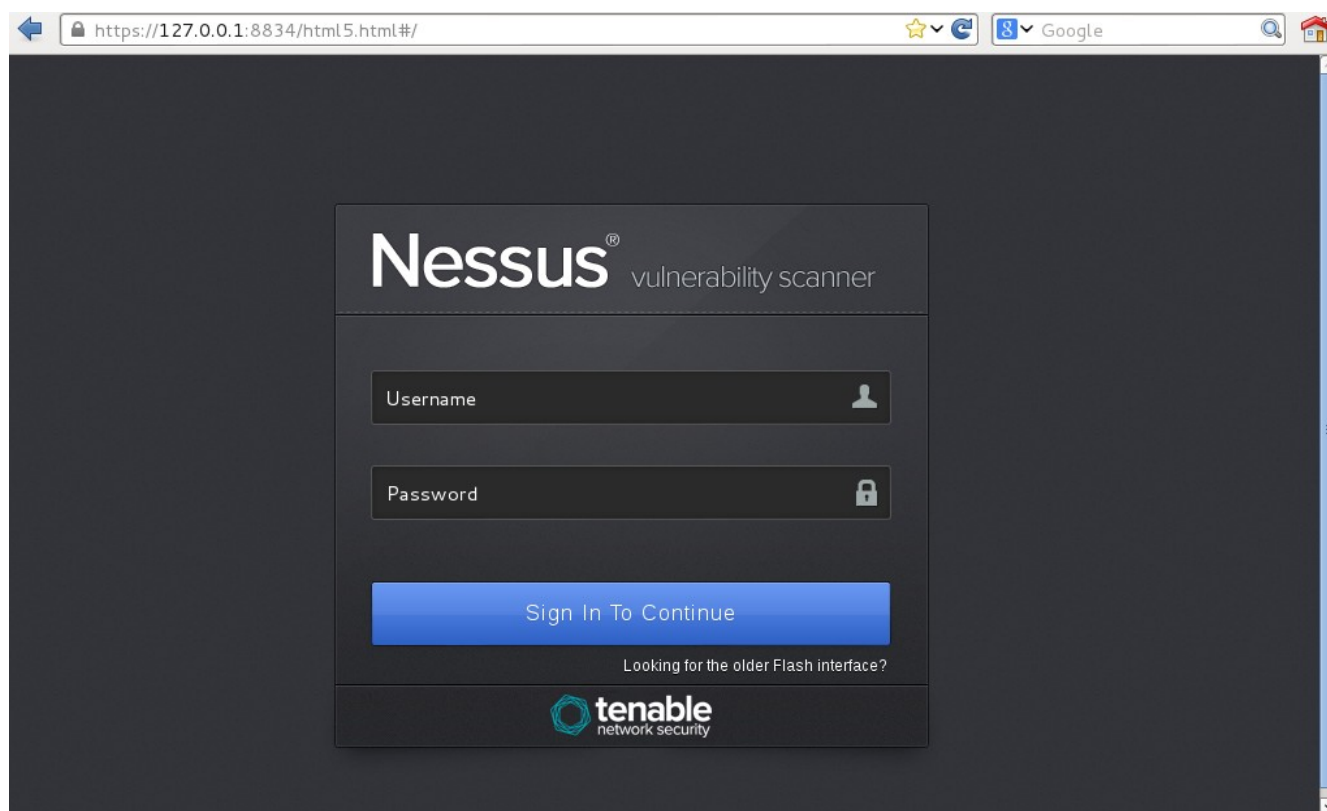 https://127.0.0.1:8834/html5.html#/
8 Google
Nessus® vulnerability scanner
Username
Password
Sign In To Continue
Looking for the older Flash interface?
tenable
network security